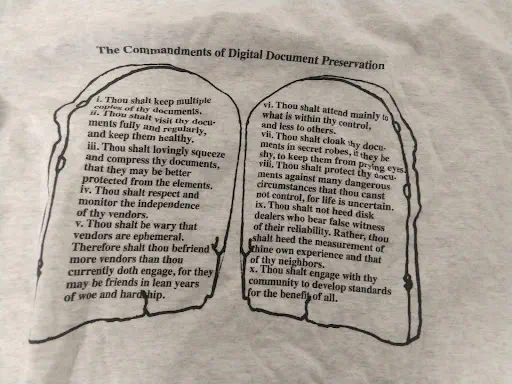 The Commandments of Digital Document Preservation
i. Thou shalt keep multiple
copies of thy documents.
ii. Thou shalt visit thy docu-
ments fully and regularly,
and keep them healthy.
iii. Thou shalt lovingly squeeze
and compress thy documents,
that they may be better
protected from the elements.
iv. Thou shalt respect and
monitor the independence
of thy vendors.
v. Thou shalt be wary that
vendors are ephemeral.
Therefore shalt thou befriend
more vendors than thou
currently doth engage, for they
may be friends in lean years
of woe and hardship.
vi. Thou shalt attend mainly to
what is within thy control,
and less to others.
vii. Thou shalt cloak thy docu-
ments in secret robes, if they be
shy, to keep them from prying eyes.
viii. Thou shalt protect thy docu-
ments against many dangerous
circumstances that thou canst
not control, for life is uncertain.
ix. Thou shalt not heed disk
dealers who bear false witness
of their reliability. Rather, thou
shalt heed the measurement of
thine own experience and that
of thy neighbors.
x. Thou shalt engage with thy
community to develop standards
for the benefit of all.